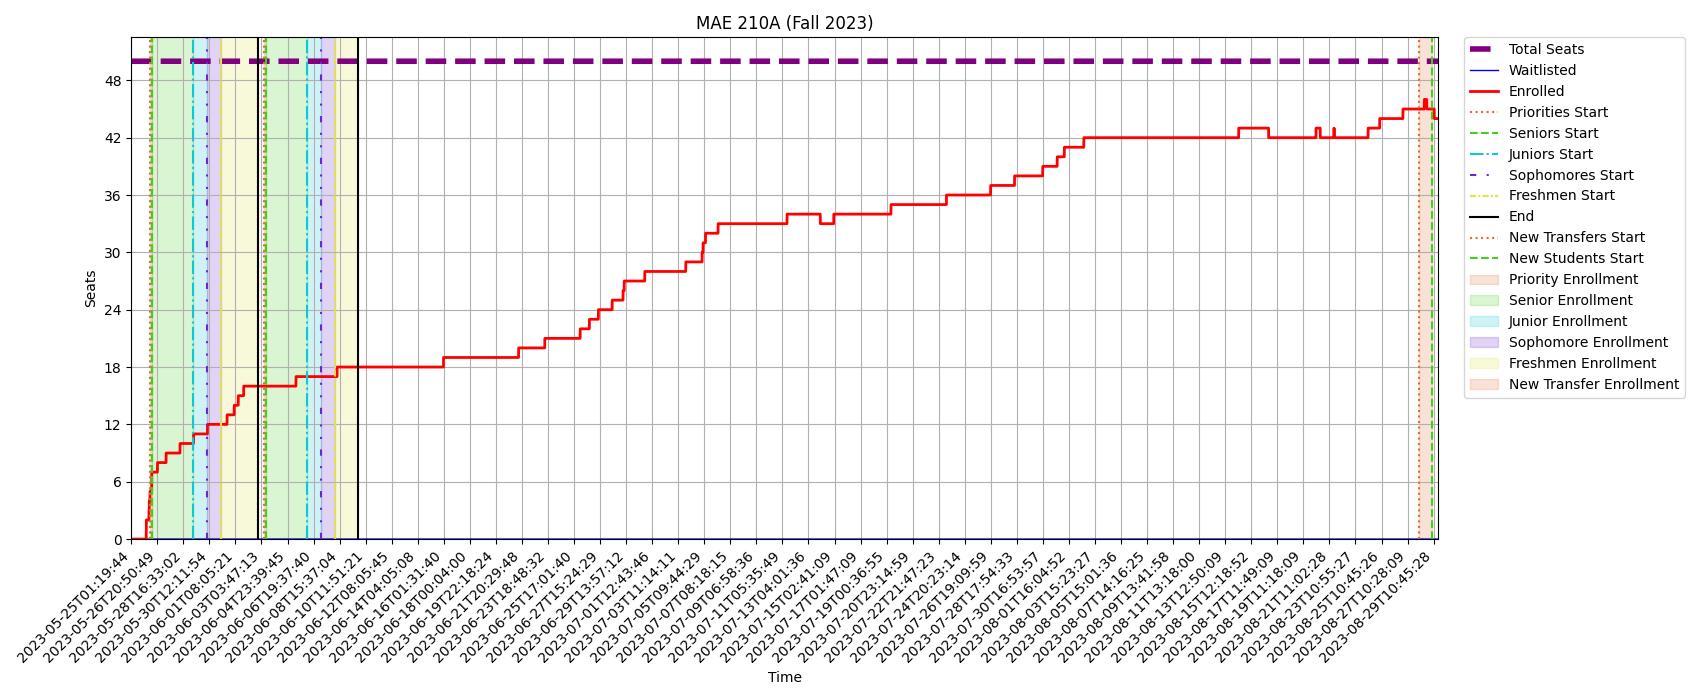 MAE 210A (Fall 2023)
Seats
48
42
36
30
24
18
12
6
0
2023-05-25T01:19:44
2023-05-26T20:50:49
2023-05-28T16:33:02
2023-05-30T12:11:54
2023-06-01T08:05:21
2023-06-03T03:47:13
2023-06-04T23:39:45
2023-06-06T19:37:40
2023-06-08T15:37:04
2023-06-10T11:51:21
2023-06-12T08:05:45
2023-06-14T04:05:08
2023-06-16T01:31:40
2023-06-18T00:04:00
2023-06-19T22:18:24
2023-06-21T20:29:48
2023-06-23T18:48:32
2023-06-25T17:01:40
2023-06-27T15:24:29
2023-06-29T13:57:12
2023-07-01T12:43:46
2023-07-03T11:14:11
2023-07-05T09:44:29
2023-07-07T08:18:15
2023-07-09T06:58:36
2023-07-11T05:35:49
2023-07-13T04:01:36
2023-07-15T02:41:09
2023-07-17T01:47:09
2023-07-19T00:36:55
2023-07-20T23:14:59
2023-07-22T21:47:23
2023-07-24T20:23:14
2023-07-26T19:09:59
2023-07-28T17:54:33
2023-07-30T16:53:57
2023-08-01T16:04:52
2023-08-03T15:23:27
2023-08-05T15:01:36
2023-08-07T14:16:25
2023-08-09T13:41:58
2023-08-11T13:18:00
2023-08-13T12:50:09
2023-08-15T12:18:52
2023-08-17T11:49:09
2023-08-19T11:18:09
2023-08-21T11:02:28
2023-08-23T10:55:27
2023-08-25T10:45:26
2023-08-27T10:28:09
2023-08-29T10:45:28
Time
Total Seats
Waitlisted
Enrolled
Priorities Start
Seniors Start
Juniors Start
Sophomores Start
Freshmen Start
End
New Transfers Start
New Students Start
Priority Enrollment
Senior Enrollment
Junior Enrollment
Sophomore Enrollment
Freshmen Enrollment
New Transfer Enrollment